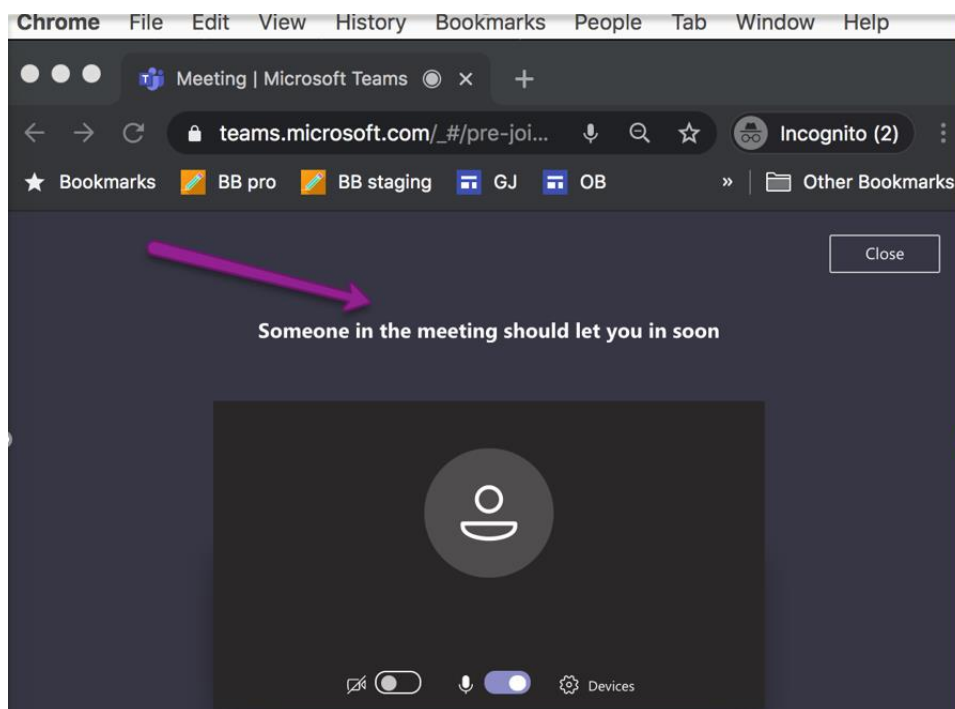 Chrome File Edit View History Bookmarks People Tab Window Help
Meeting | Microsoft Teams
teams.microsoft.com/_#/pre-joi... Incognito (2)
Bookmarks BB pro BB staging GJ OB » Other Bookmarks
Close
Someone in the meeting should let you in soon
Devices